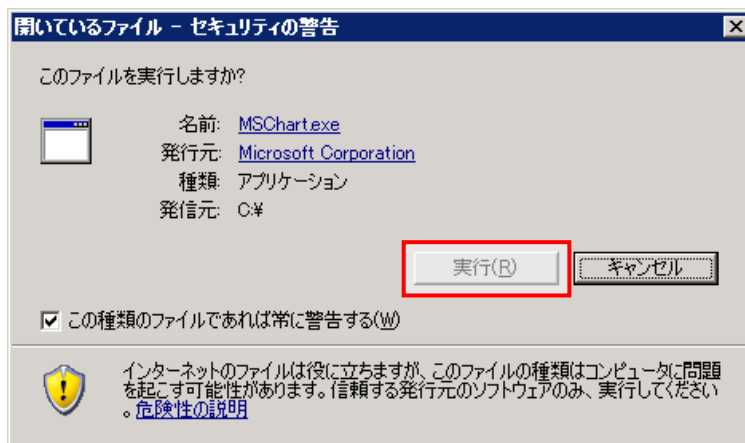 開いているファイル - セキュリティの警告
このファイルを実行しますか?
名前: MSChart.exe
発行元: Microsoft Corporation
種類: アプリケーション
発信元: C:¥
実行(R)
キャンセル
この種類のファイルであれば常に警告する(W)
インターネットのファイルは役に立ちますが、このファイルの種類はコンピュータに問題
を起こす可能性があります。信頼する発行元のソフトウェアのみ、実行してください
。危険性の説明